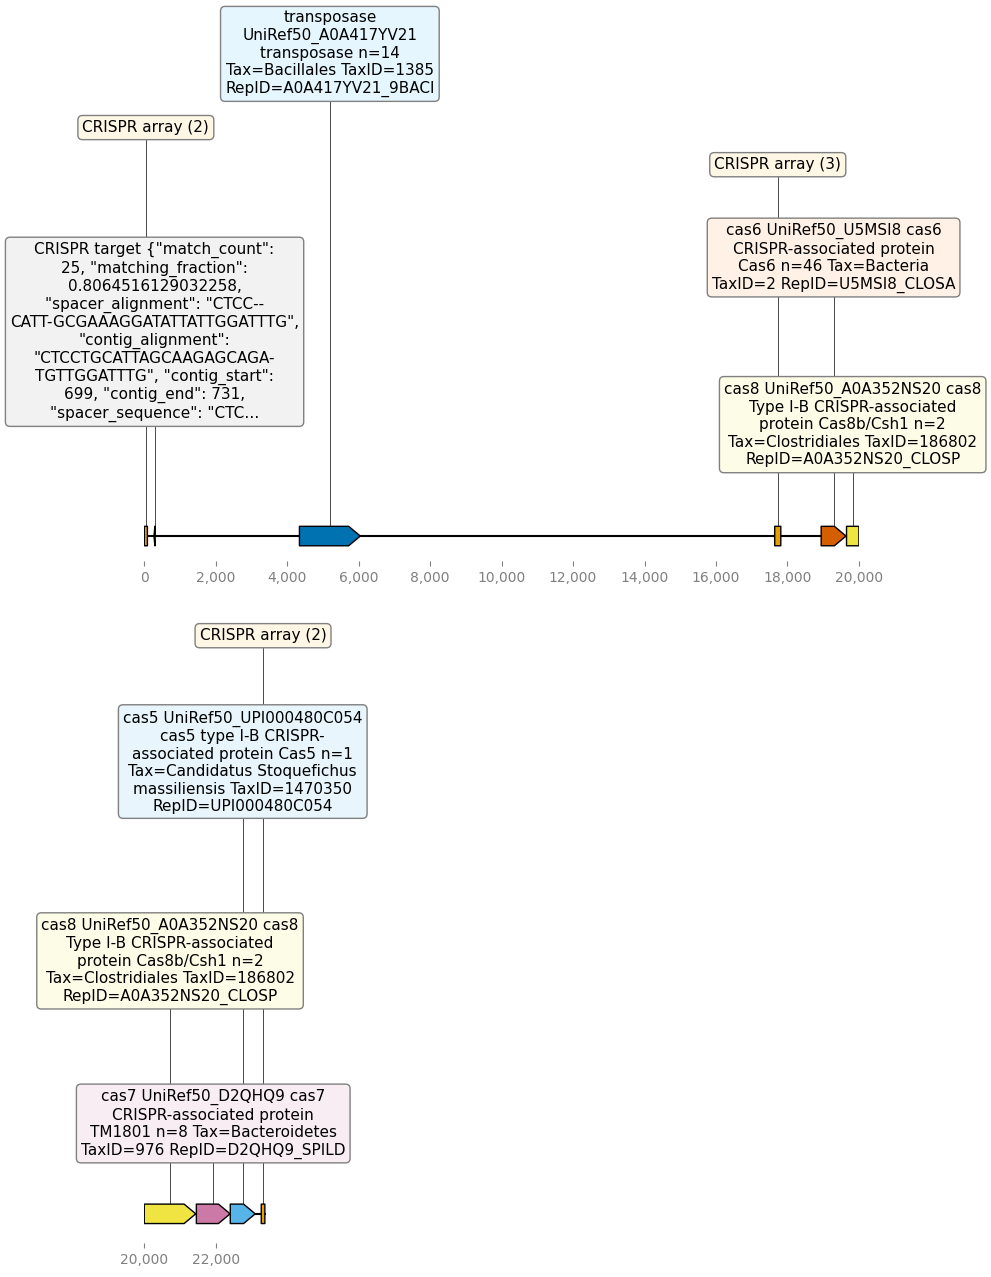 transposase
UniRef50_A0A417YV21
transposase n=14
Tax=Bacillales TaxID=1385
RepID=A0A417YV21_9BACI
CRISPR array (2)
CRISPR array (3)
CRISPR target {"match_count":
25, "matching_fraction":
0.8064516129032258,
"spacer_alignment": "CTCC--
CATT-GCGAAAGGATATTATTGGATTTG",
"contig_alignment":
"CTCCTGCATTAGCAAGAGCAGA-
TGTTGGATTTG", "contig_start":
699, "contig_end": 731,
"spacer_sequence": "CTC...
cas6 UniRef50_U5MSI8 cas6
CRISPR-associated protein
Cas6 n=46 Tax=Bacteria
TaxID=2 RepID=U5MSI8_CLOSA
cas8 UniRef50_A0A352NS20 cas8
Type I-B CRISPR-associated
protein Cas8b/Csh1 n=2
Tax=Clostridiales TaxID=186802
RepID=A0A352NS20_CLOSP
0 2,000 4,000 6,000 8,000 10,000 12,000 14,000 16,000 18,000 20,000
CRISPR array (2)
cas5 UniRef50_UPI000480C054
cas5 type I-B CRISPR-
associated protein Cas5 n=1
Tax=Candidatus Stoquefichus
massiliensis TaxID=1470350
RepID=UPI000480C054
cas8 UniRef50_A0A352NS20 cas8
Type I-B CRISPR-associated
protein Cas8b/Csh1 n=2
Tax=Clostridiales TaxID=186802
RepID=A0A352NS20_CLOSP
cas7 UniRef50_D2QHQ9 cas7
CRISPR-associated protein
TM1801 n=8 Tax=Bacteroidetes
TaxID=976 RepID=D2QHQ9_SPILD
20,000 22,000